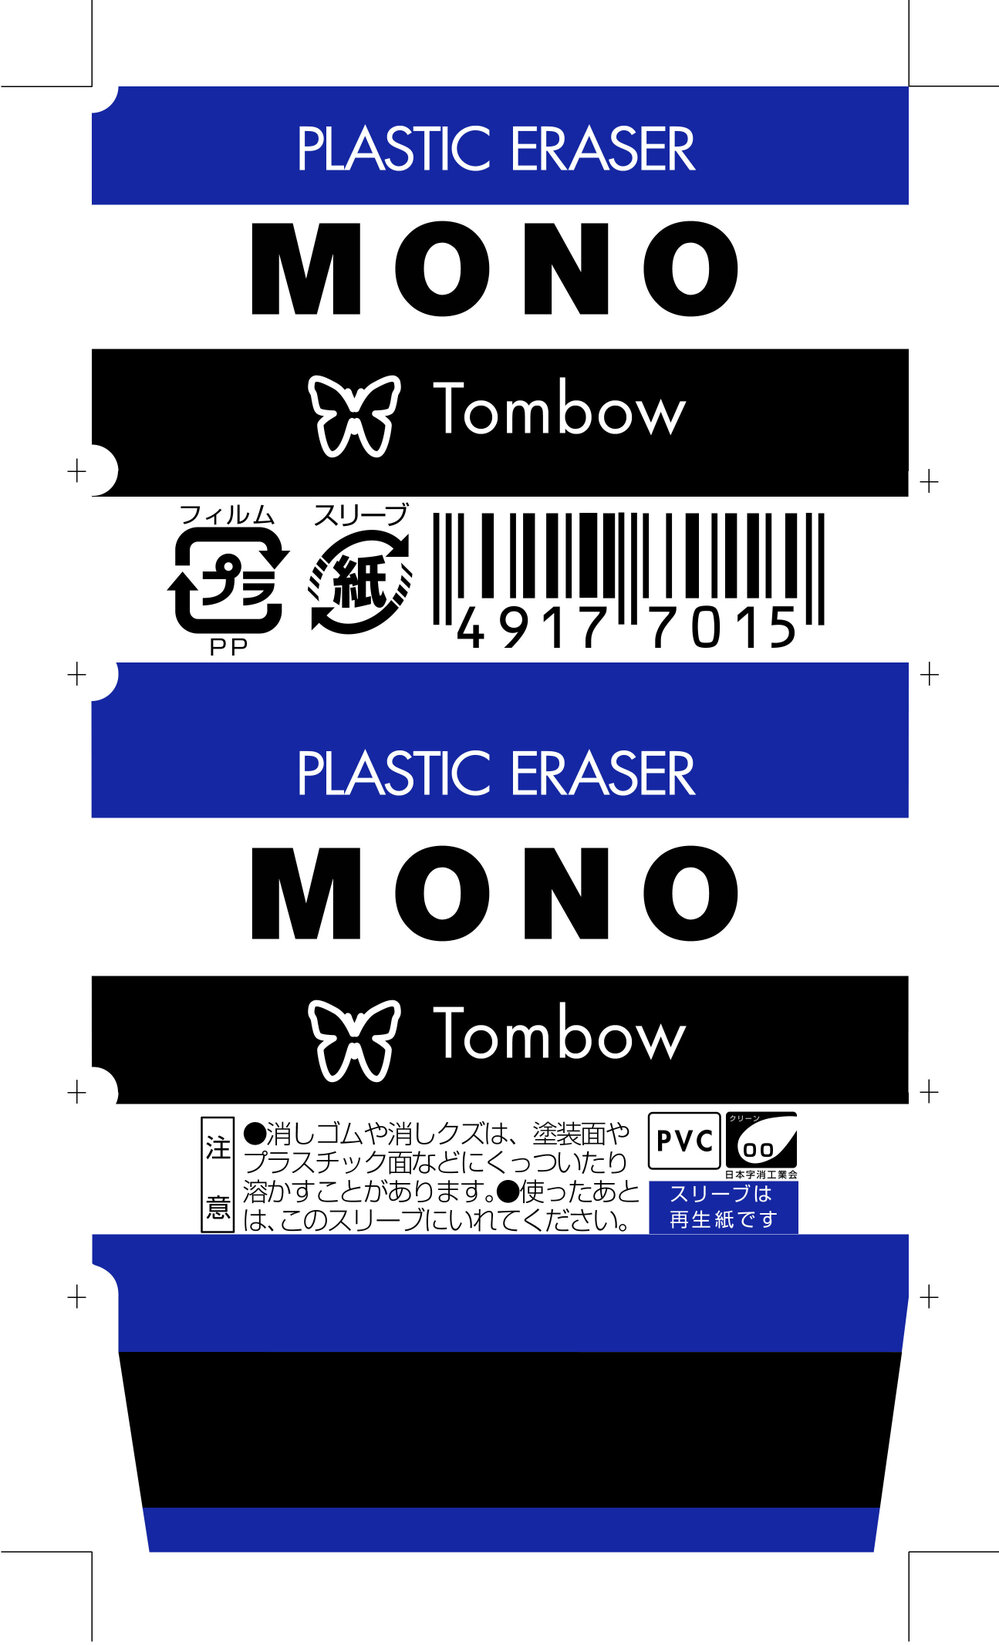 PLASTIC ERASER
MONO
Tombow
フィルム
プラ
PP
スリーブ
紙
4917 7015
PLASTIC ERASER
MONO
Tombow
注意
●消しゴムや消しクズは、塗装面や
プラスチック面などにくっついたり
溶かすことがあります。●使ったあと
は、このスリーブにいれてください。
PVC
クリーン
00
日本字消工業会
スリーブは
再生紙です